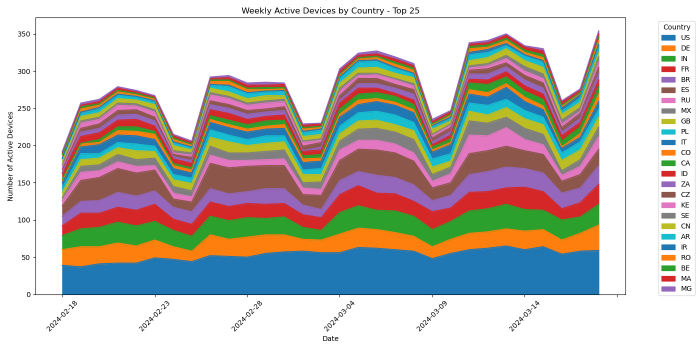 Weekly Active Devices by Country - Top 25
Number of Active Devices
350
300
250
200
150
100
50
0
2024-02-18
2024-02-23
2024-02-28
2024-03-04
2024-03-09
2024-03-14
Date
Country
US
DE
IN
FR
BR
ES
RU
MX
GB
PL
IT
CO
CA
ID
ZA
CZ
KE
SE
CN
AR
IR
RO
BE
MA
MG